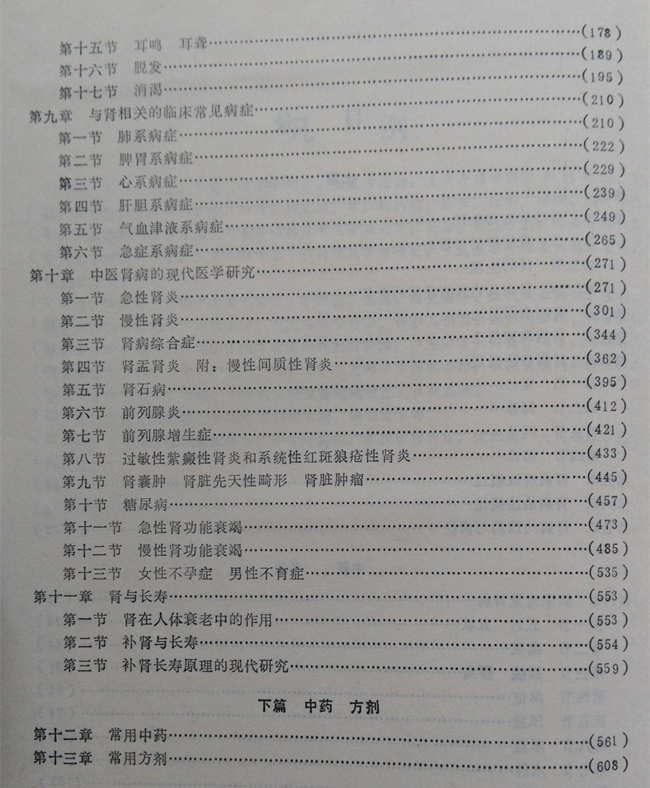 第十五节　耳鸣　耳聋……(178)
第十六节　脱发……(189)
第十七节　消渴……(195)
第九章　与肾相关的临床常见病症……(210)
第一节　肺系病症……(210)
第二节　脾胃系病症……(222)
第三节　心系病症……(229)
第四节　肝胆系病症……(239)
第五节　气血津液系病症……(249)
第六节　急症系病症……(265)
第十章　中医肾病的现代医学研究……(271)
第一节　急性肾炎……(271)
第二节　慢性肾炎……(301)
第三节　肾病综合症……(344)
第四节　肾盂肾炎　附：慢性间质性肾炎……(362)
第五节　肾石病……(395)
第六节　前列腺炎……(412)
第七节　前列腺增生症……(421)
第八节　过敏性紫癜性肾炎和系统性红斑狼疮性肾炎……(433)
第九节　肾囊肿　肾脏先天性畸形　肾脏肿瘤……(445)
第十节　糖尿病……(457)
第十一节　急性肾功能衰竭……(473)
第十二节　慢性肾功能衰竭……(485)
第十三节　女性不孕症　男性不育症……(535)
第十一章　肾与长寿……(553)
第一节　肾在人体衰老中的作用……(553)
第二节　补肾与长寿……(554)
第三节　补肾长寿原理的现代研究……(559)
下篇　中药　方剂
第十二章　常用中药……(561)
第十三章　常用方剂……(608)